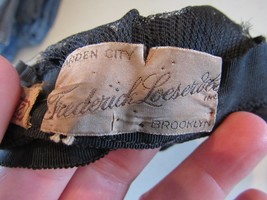 GARDEN CITY
Frederick Loeser & Co
INC
BROOKLYN